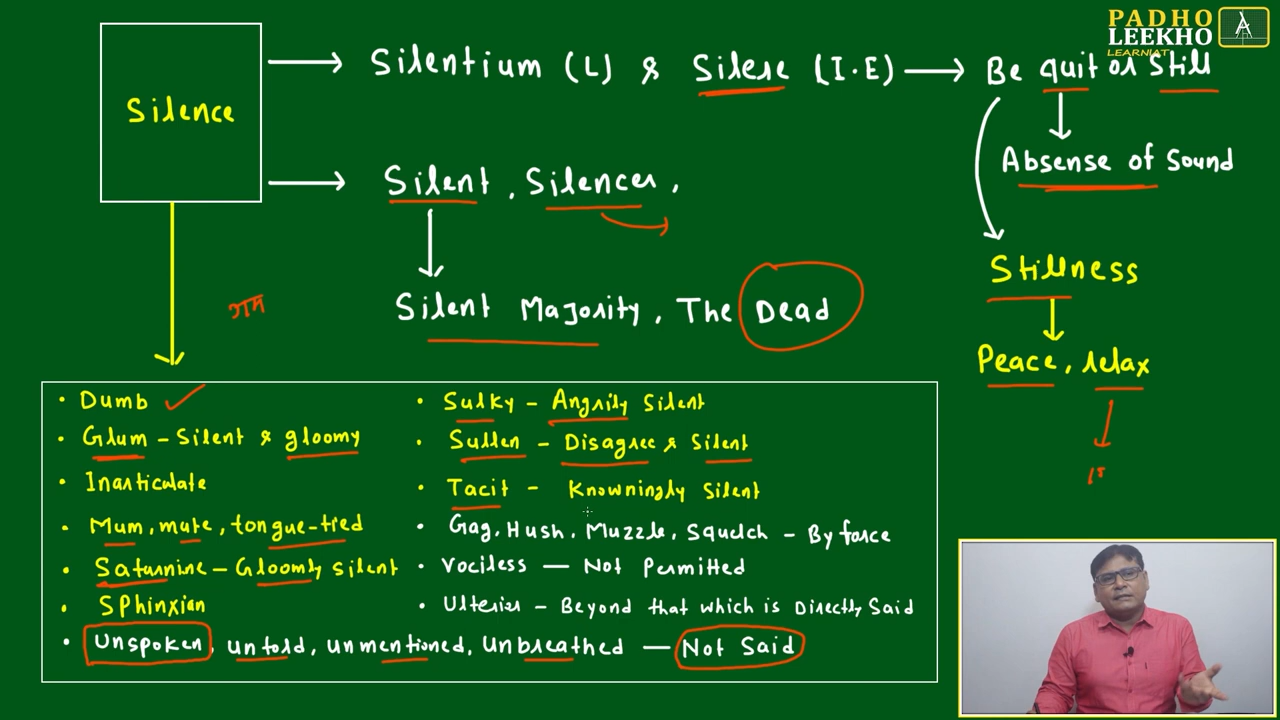 PADHO
LEEKHO
LEARNIAT
Silence
Silentium (L) & Silere (I.E) → Be quit or Still
Absense of Sound
Silent, Silencer,
Stillness
Silent Majority, The Dead
Peace, relax
• Dumb
• Glum – Silent & gloomy
• Inarticulate
• Mum, mute, tongue-tied
• Saturnine – Gloomly silent
• Sphinxian
• Unspoken, untold, unmentioned, Unbreathed — Not Said
• Sulky – Angrily Silent
• Sullen – Disagree & Silent
• Tacit – Knowningly Silent
• Gag, Hush, Muzzle, Squelch – By force
• Vociless — Not Permitted
• Ulterior – Beyond that which is Directly Said